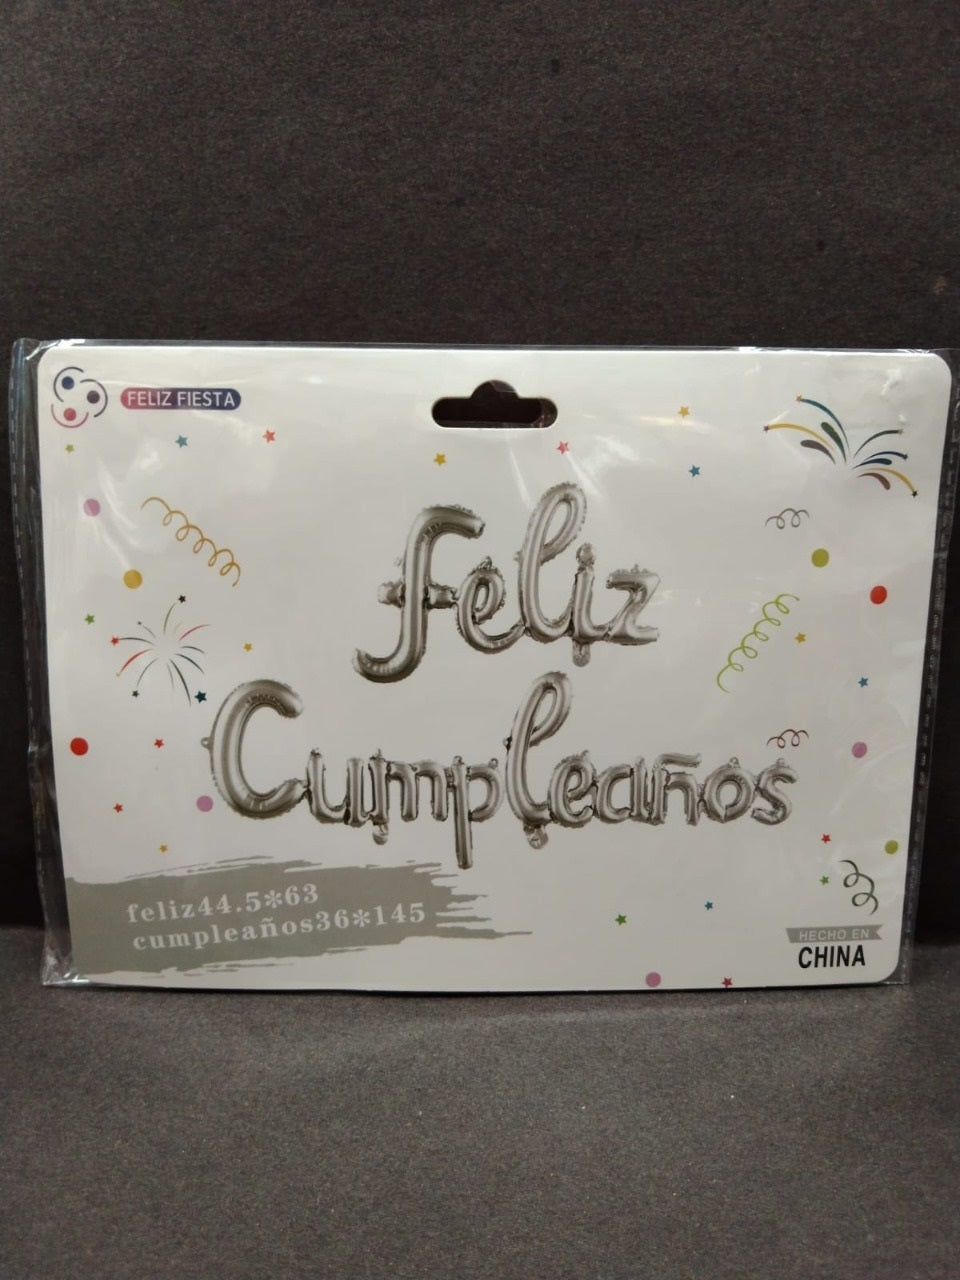 FELIZ FIESTA
feliz
Cumpleaños
feliz44.5*63
cumpleaños36*145
HECHO EN
CHINA